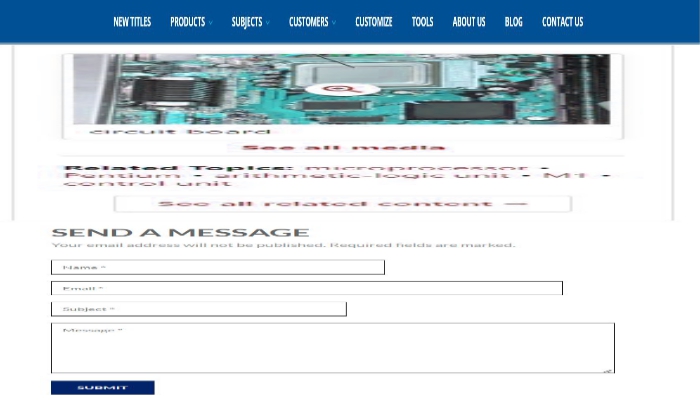 NEW TITLES PRODUCTS SUBJECTS CUSTOMERS CUSTOMIZE TOOLS ABOUT US BLOG CONTACT US
circuit board
See all media
Related Topics: microprocessor •
Pentium • arithmetic-logic unit • M1 •
control unit
See all related content →
SEND A MESSAGE
Your email address will not be published. Required fields are marked.
Name *
Email *
Subject *
Message *
SUBMIT